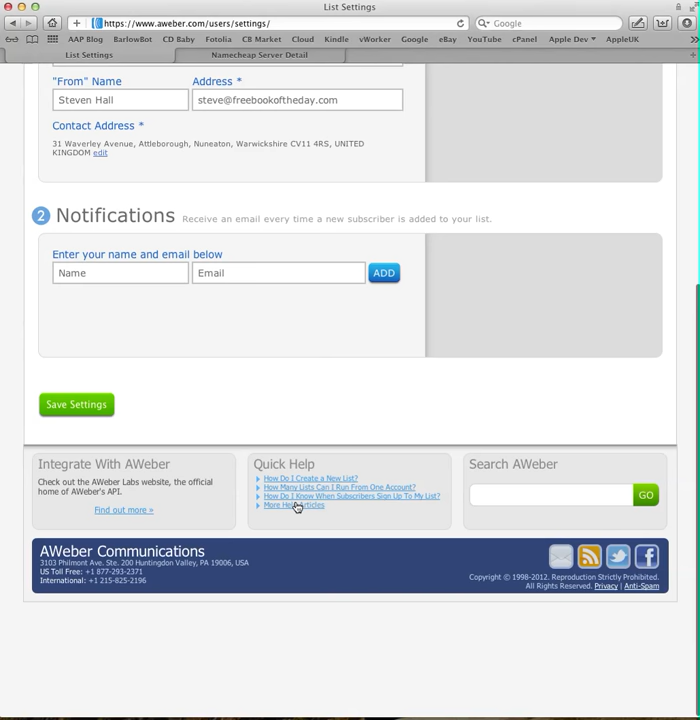 List Settings
https://www.aweber.com/users/settings/
Google
AAP Blog BarlowBot CD Baby Fotolia CB Market Cloud Kindle vWorker Google eBay YouTube cPanel Apple Dev AppleUK
List Settings Namecheap Server Detail
"From" Name Address *
Steven Hall steve@freebookoftheday.com
Contact Address *
31 Waverley Avenue, Attleborough, Nuneaton, Warwickshire CV11 4RS, UNITED
KINGDOM edit
2 Notifications Receive an email every time a new subscriber is added to your list.
Enter your name and email below
Name Email ADD
Save Settings
Integrate With AWeber
Check out the AWeber Labs website, the official
home of AWeber's API.
Find out more »
Quick Help
How Do I Create a New List?
How Many Lists Can I Run From One Account?
How Do I Know When Subscribers Sign Up To My List?
More Help Articles
Search AWeber
GO
AWeber Communications
3103 Philmont Ave. Ste. 200 Huntingdon Valley, PA 19006, USA
US Toll Free: +1 877-293-2371
International: +1 215-825-2196
Copyright © 1998-2012. Reproduction Strictly Prohibited.
All Rights Reserved. Privacy | Anti-Spam